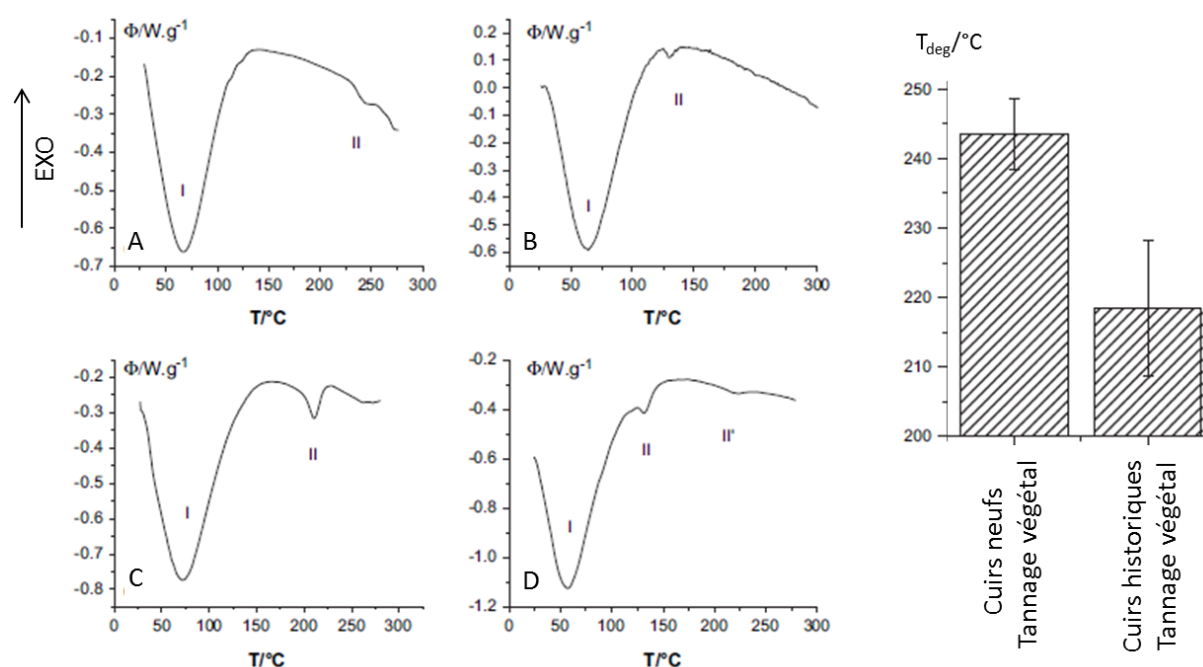 Φ/W.g⁻¹
-0.1
-0.2
-0.3
-0.4
-0.5
-0.6
-0.7
I
II
A
0 50 100 150 200 250 300
T/°C
EXO
Φ/W.g⁻¹
0.2
0.1
0.0
-0.1
-0.2
-0.3
-0.4
-0.5
-0.6
I
II
B
0 50 100 150 200 250 300
T/°C
Φ/W.g⁻¹
-0.2
-0.3
-0.4
-0.5
-0.6
-0.7
-0.8
I
II
C
0 50 100 150 200 250 300
T/°C
Φ/W.g⁻¹
-0.2
-0.4
-0.6
-0.8
-1.0
-1.2
I
II
II'
D
0 50 100 150 200 250 300
T/°C
Tdeg/°C
250
240
230
220
210
200
Cuirs neufs
Tannage végétal
Cuirs historiques
Tannage végétal